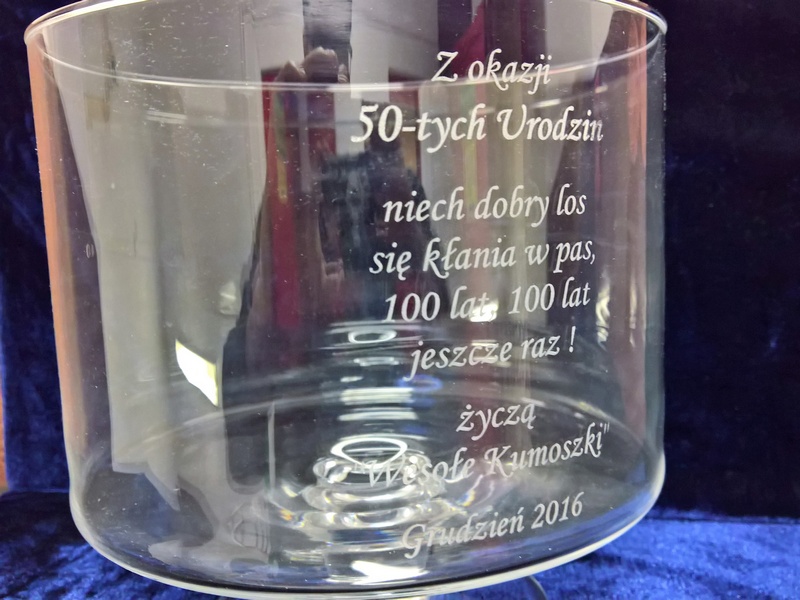 Z okazji
50-tych Urodzin
niech dobry los
się kłania w pas,
100 lat, 100 lat
jeszcze raz !
życzą
"Wesołe Kumoszki"
Grudzień 2016